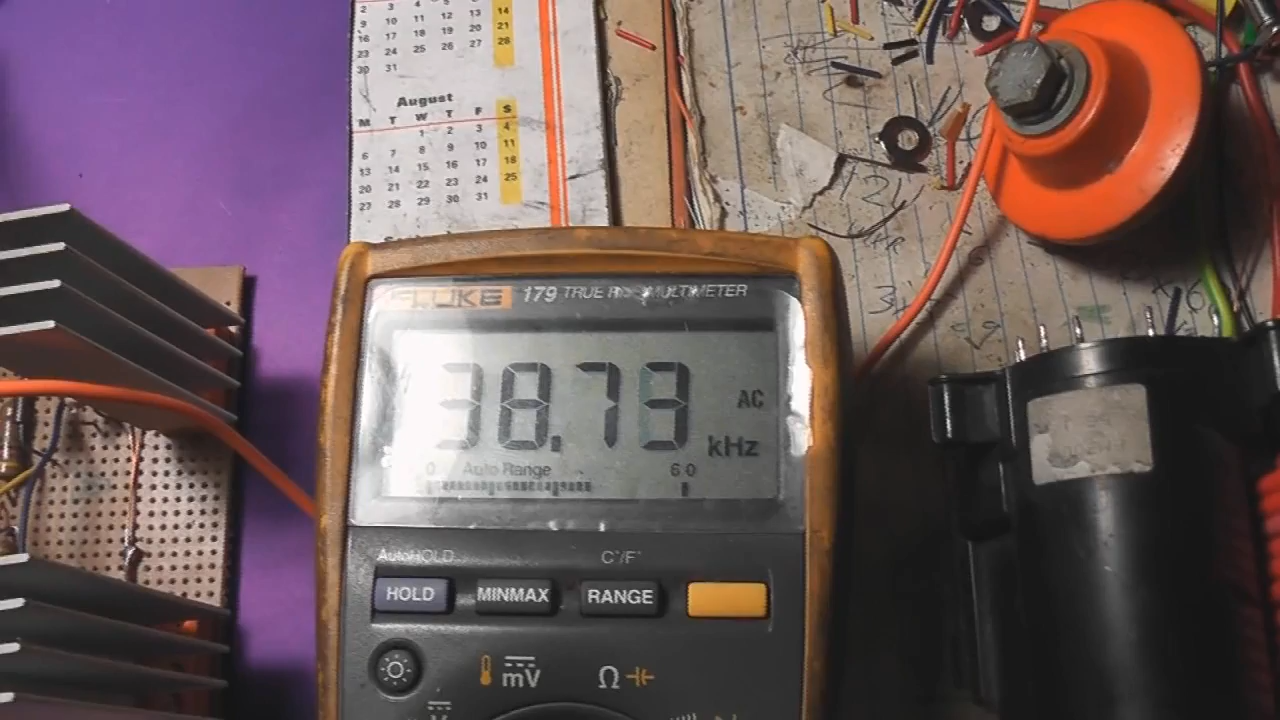 2 3 4 5 6 7
9 10 11 12 13 14
16 17 18 19 20 21
23 24 25 26 27 28
30 31
August
M T W T F S
1 2 3 4
6 7 8 9 10 11
13 14 15 16 17 18
20 21 22 23 24 25
27 28 29 30 31
FLUKE 179 TRUE RMS MULTIMETER
38.73 AC kHz
0 Auto Range 60
AutoHOLD C°/F°
HOLD MINMAX RANGE
mV Ω
V